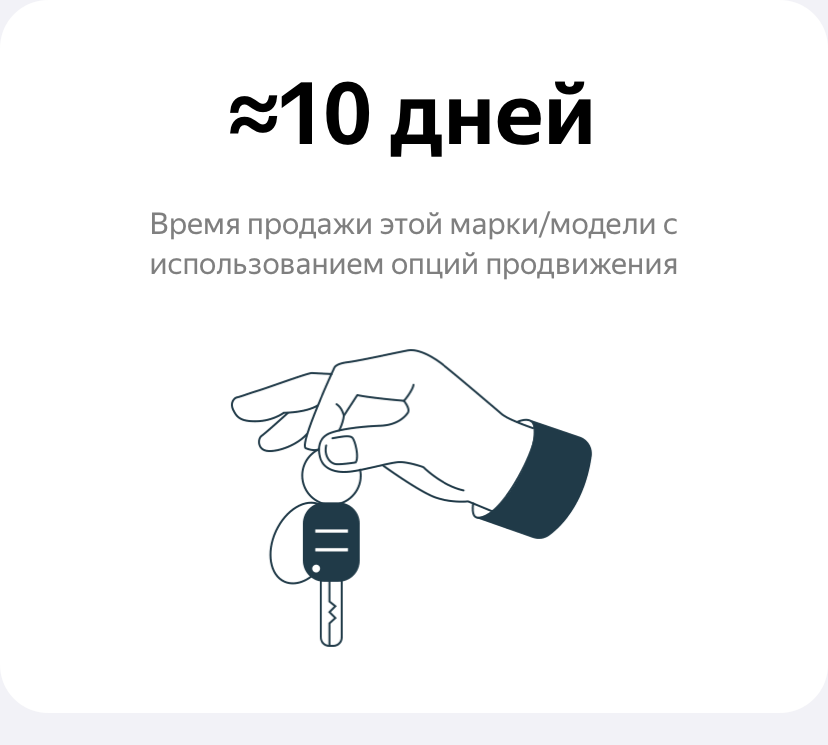 ≈10 дней
Время продажи этой марки/модели с
использованием опций продвижения